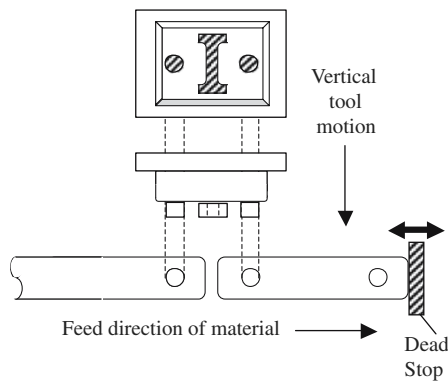 Vertical
tool
motion
Feed direction of material
Dead
Stop